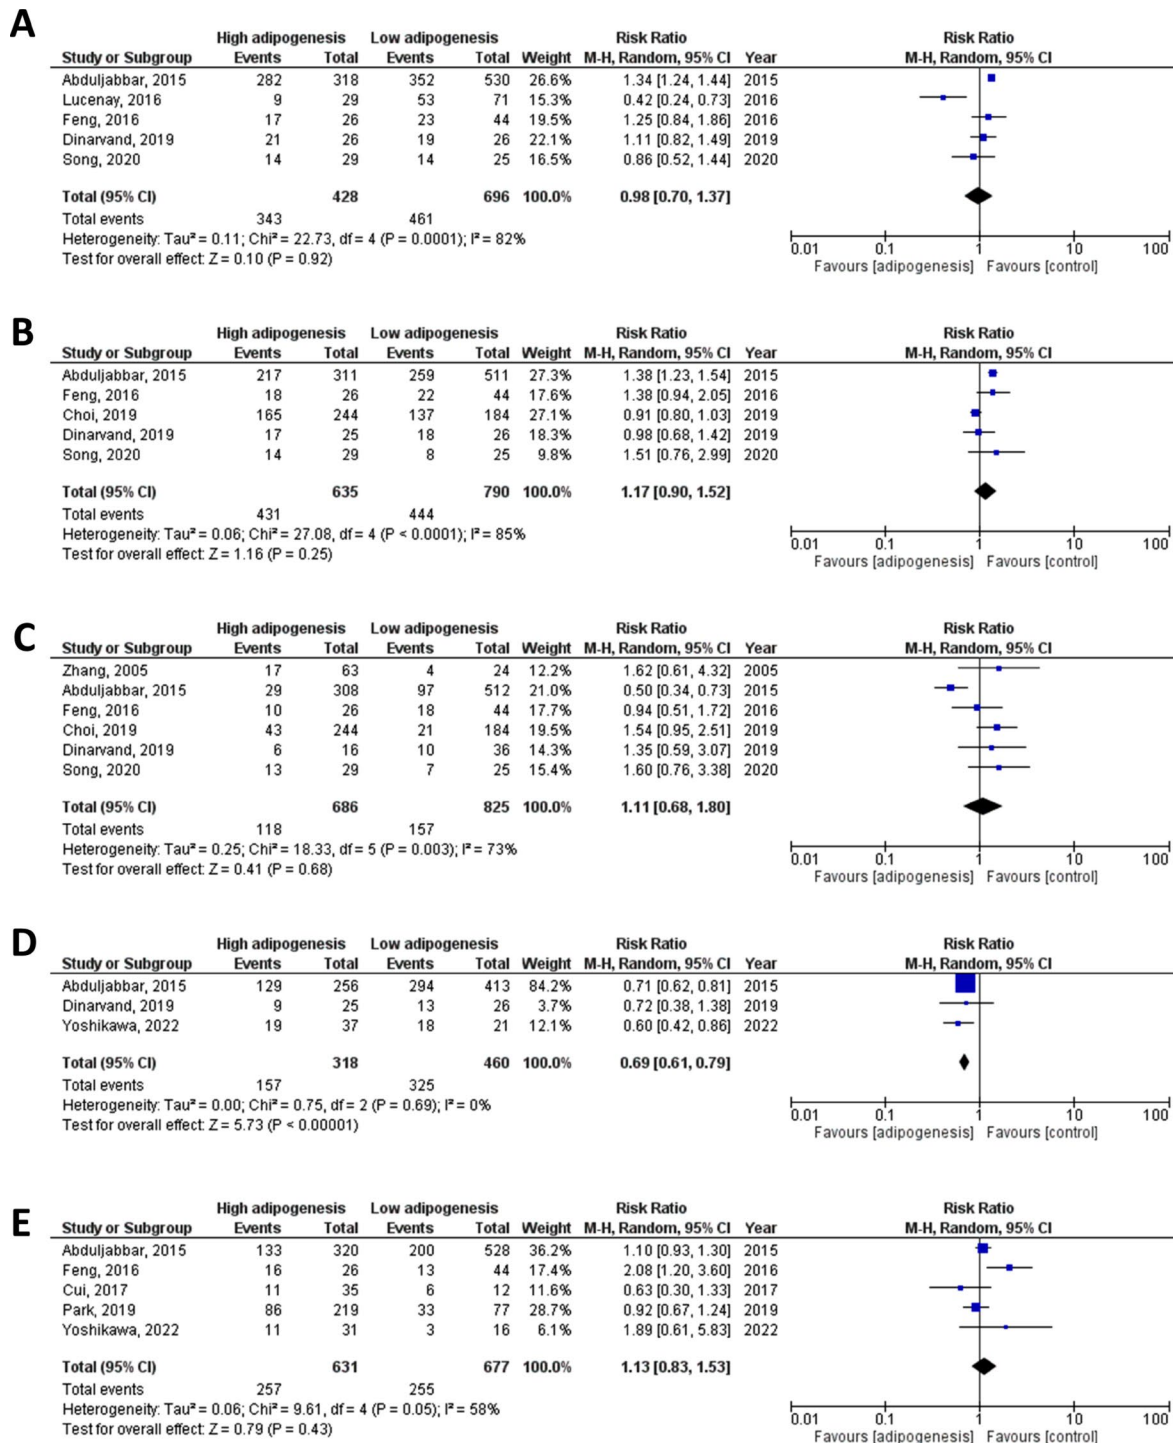 A
High adipogenesis Low adipogenesis Risk Ratio Risk Ratio
Study or Subgroup Events Total Events Total Weight M-H, Random, 95% CI Year M-H, Random, 95% CI
Abduljabbar, 2015 282 318 352 530 26.6% 1.34 [1.24, 1.44] 2015
Lucenay, 2016 9 29 53 71 15.3% 0.42 [0.24, 0.73] 2016
Feng, 2016 17 26 23 44 19.5% 1.25 [0.84, 1.86] 2016
Dinarvand, 2019 21 26 19 26 22.1% 1.11 [0.82, 1.49] 2019
Song, 2020 14 29 14 25 16.5% 0.86 [0.52, 1.44] 2020
Total (95% CI) 428 696 100.0% 0.98 [0.70, 1.37]
Total events 343 461
Heterogeneity: Tau² = 0.11; Chi² = 22.73, df = 4 (P = 0.0001); I² = 82%
Test for overall effect: Z = 0.10 (P = 0.92)
0.01 0.1 1 10 100
Favours [adipogenesis] Favours [control]
B
High adipogenesis Low adipogenesis Risk Ratio Risk Ratio
Study or Subgroup Events Total Events Total Weight M-H, Random, 95% CI Year M-H, Random, 95% CI
Abduljabbar, 2015 217 311 259 511 27.3% 1.38 [1.23, 1.54] 2015
Feng, 2016 18 26 22 44 17.6% 1.38 [0.94, 2.05] 2016
Choi, 2019 165 244 137 184 27.1% 0.91 [0.80, 1.03] 2019
Dinarvand, 2019 17 25 18 26 18.3% 0.98 [0.68, 1.42] 2019
Song, 2020 14 29 8 25 9.8% 1.51 [0.76, 2.99] 2020
Total (95% CI) 635 790 100.0% 1.17 [0.90, 1.52]
Total events 431 444
Heterogeneity: Tau² = 0.06; Chi² = 27.08, df = 4 (P < 0.0001); I² = 85%
Test for overall effect: Z = 1.16 (P = 0.25)
0.01 0.1 1 10 100
Favours [adipogenesis] Favours [control]
C
High adipogenesis Low adipogenesis Risk Ratio Risk Ratio
Study or Subgroup Events Total Events Total Weight M-H, Random, 95% CI Year M-H, Random, 95% CI
Zhang, 2005 17 63 4 24 12.2% 1.62 [0.61, 4.32] 2005
Abduljabbar, 2015 29 308 97 512 21.0% 0.50 [0.34, 0.73] 2015
Feng, 2016 10 26 18 44 17.7% 0.94 [0.51, 1.72] 2016
Choi, 2019 43 244 21 184 19.5% 1.54 [0.95, 2.51] 2019
Dinarvand, 2019 6 16 10 36 14.3% 1.35 [0.59, 3.07] 2019
Song, 2020 13 29 7 25 15.4% 1.60 [0.76, 3.38] 2020
Total (95% CI) 686 825 100.0% 1.11 [0.68, 1.80]
Total events 118 157
Heterogeneity: Tau² = 0.25; Chi² = 18.33, df = 5 (P = 0.003); I² = 73%
Test for overall effect: Z = 0.41 (P = 0.68)
0.01 0.1 1 10 100
Favours [adipogenesis] Favours [control]
D
High adipogenesis Low adipogenesis Risk Ratio Risk Ratio
Study or Subgroup Events Total Events Total Weight M-H, Random, 95% CI Year M-H, Random, 95% CI
Abduljabbar, 2015 129 256 294 413 84.2% 0.71 [0.62, 0.81] 2015
Dinarvand, 2019 9 25 13 26 3.7% 0.72 [0.38, 1.38] 2019
Yoshikawa, 2022 19 37 18 21 12.1% 0.60 [0.42, 0.86] 2022
Total (95% CI) 318 460 100.0% 0.69 [0.61, 0.79]
Total events 157 325
Heterogeneity: Tau² = 0.00; Chi² = 0.75, df = 2 (P = 0.69); I² = 0%
Test for overall effect: Z = 5.73 (P < 0.00001)
0.01 0.1 1 10 100
Favours [adipogenesis] Favours [control]
E
High adipogenesis Low adipogenesis Risk Ratio Risk Ratio
Study or Subgroup Events Total Events Total Weight M-H, Random, 95% CI Year M-H, Random, 95% CI
Abduljabbar, 2015 133 320 200 528 36.2% 1.10 [0.93, 1.30] 2015
Feng, 2016 16 26 13 44 17.4% 2.08 [1.20, 3.60] 2016
Cui, 2017 11 35 6 12 11.6% 0.63 [0.30, 1.33] 2017
Park, 2019 86 219 33 77 28.7% 0.92 [0.67, 1.24] 2019
Yoshikawa, 2022 11 31 3 16 6.1% 1.89 [0.61, 5.83] 2022
Total (95% CI) 631 677 100.0% 1.13 [0.83, 1.53]
Total events 257 255
Heterogeneity: Tau² = 0.06; Chi² = 9.61, df = 4 (P = 0.05); I² = 58%
Test for overall effect: Z = 0.79 (P = 0.43)
0.01 0.1 1 10 100
Favours [adipogenesis] Favours [control]